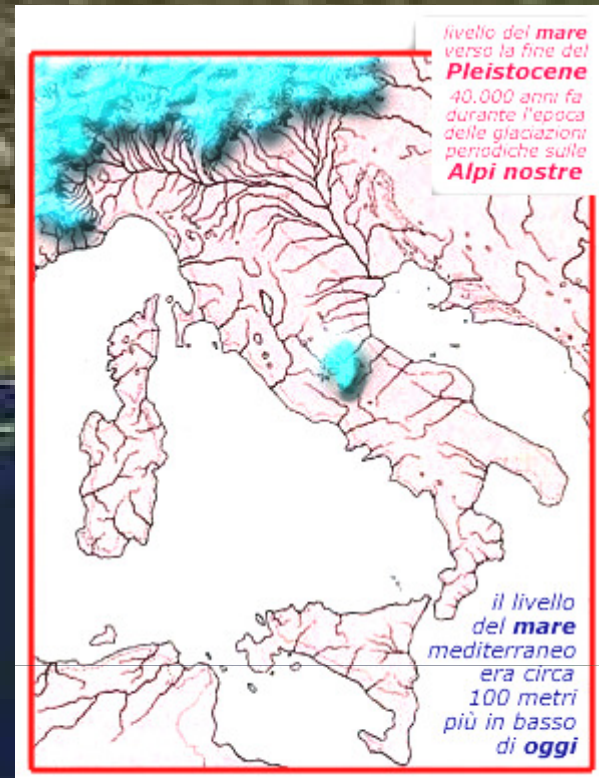 livello del mare
verso la fine del
Pleistocene
40.000 anni fa
durante l'epoca
delle glaciazioni
periodiche sulle
Alpi nostre
il livello
del mare
mediterraneo
era circa
100 metri
più in basso
di oggi